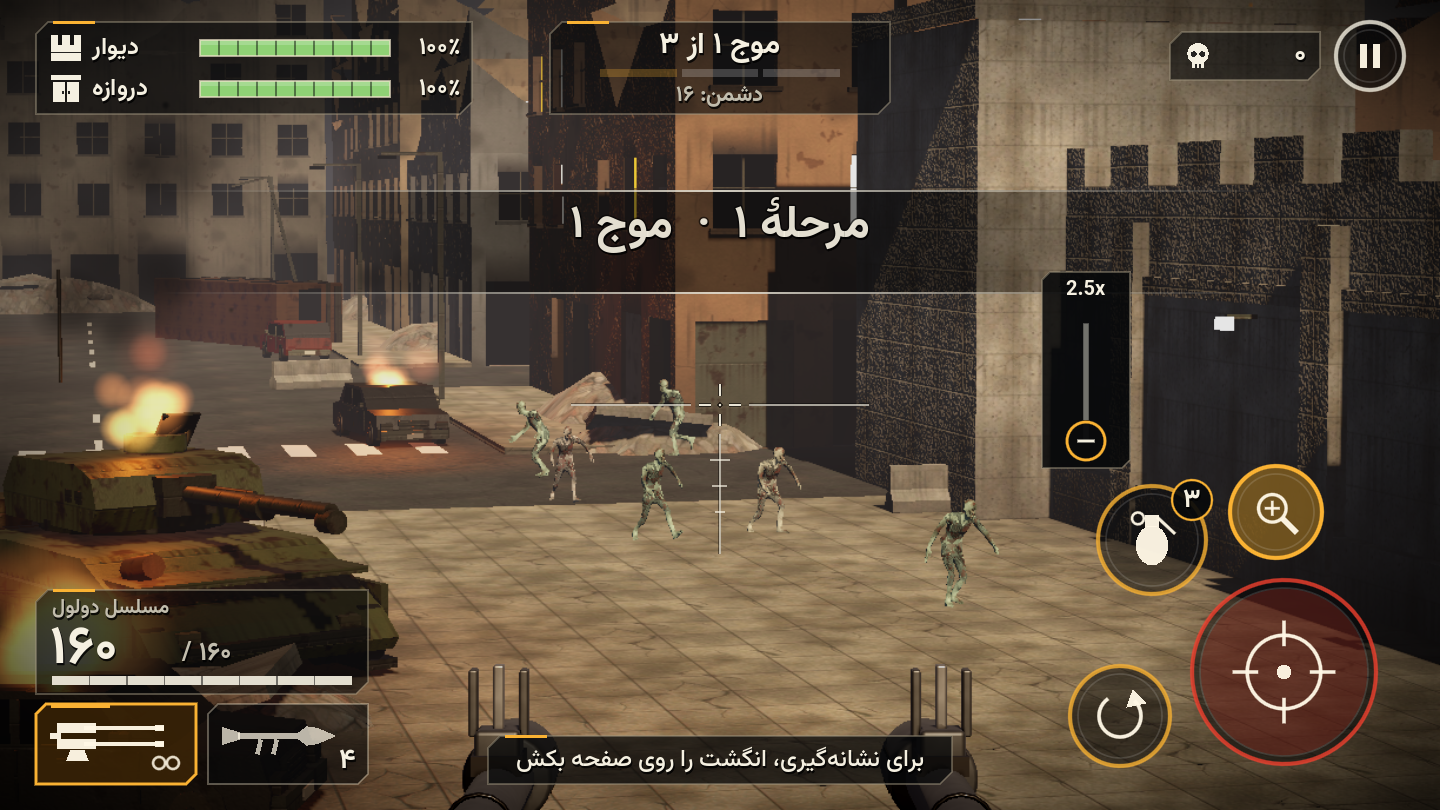 دیوار ۱۰۰٪
دروازه ۱۰۰٪
موج ۱ از ۳
دشمن: ۱۶
۰
مرحلهٔ ۱ · موج ۱
2.5x
۳
مسلسل دولول
۱۶۰ / ۱۶۰
∞
۴
برای نشانه‌گیری، انگشت را روی صفحه بکش